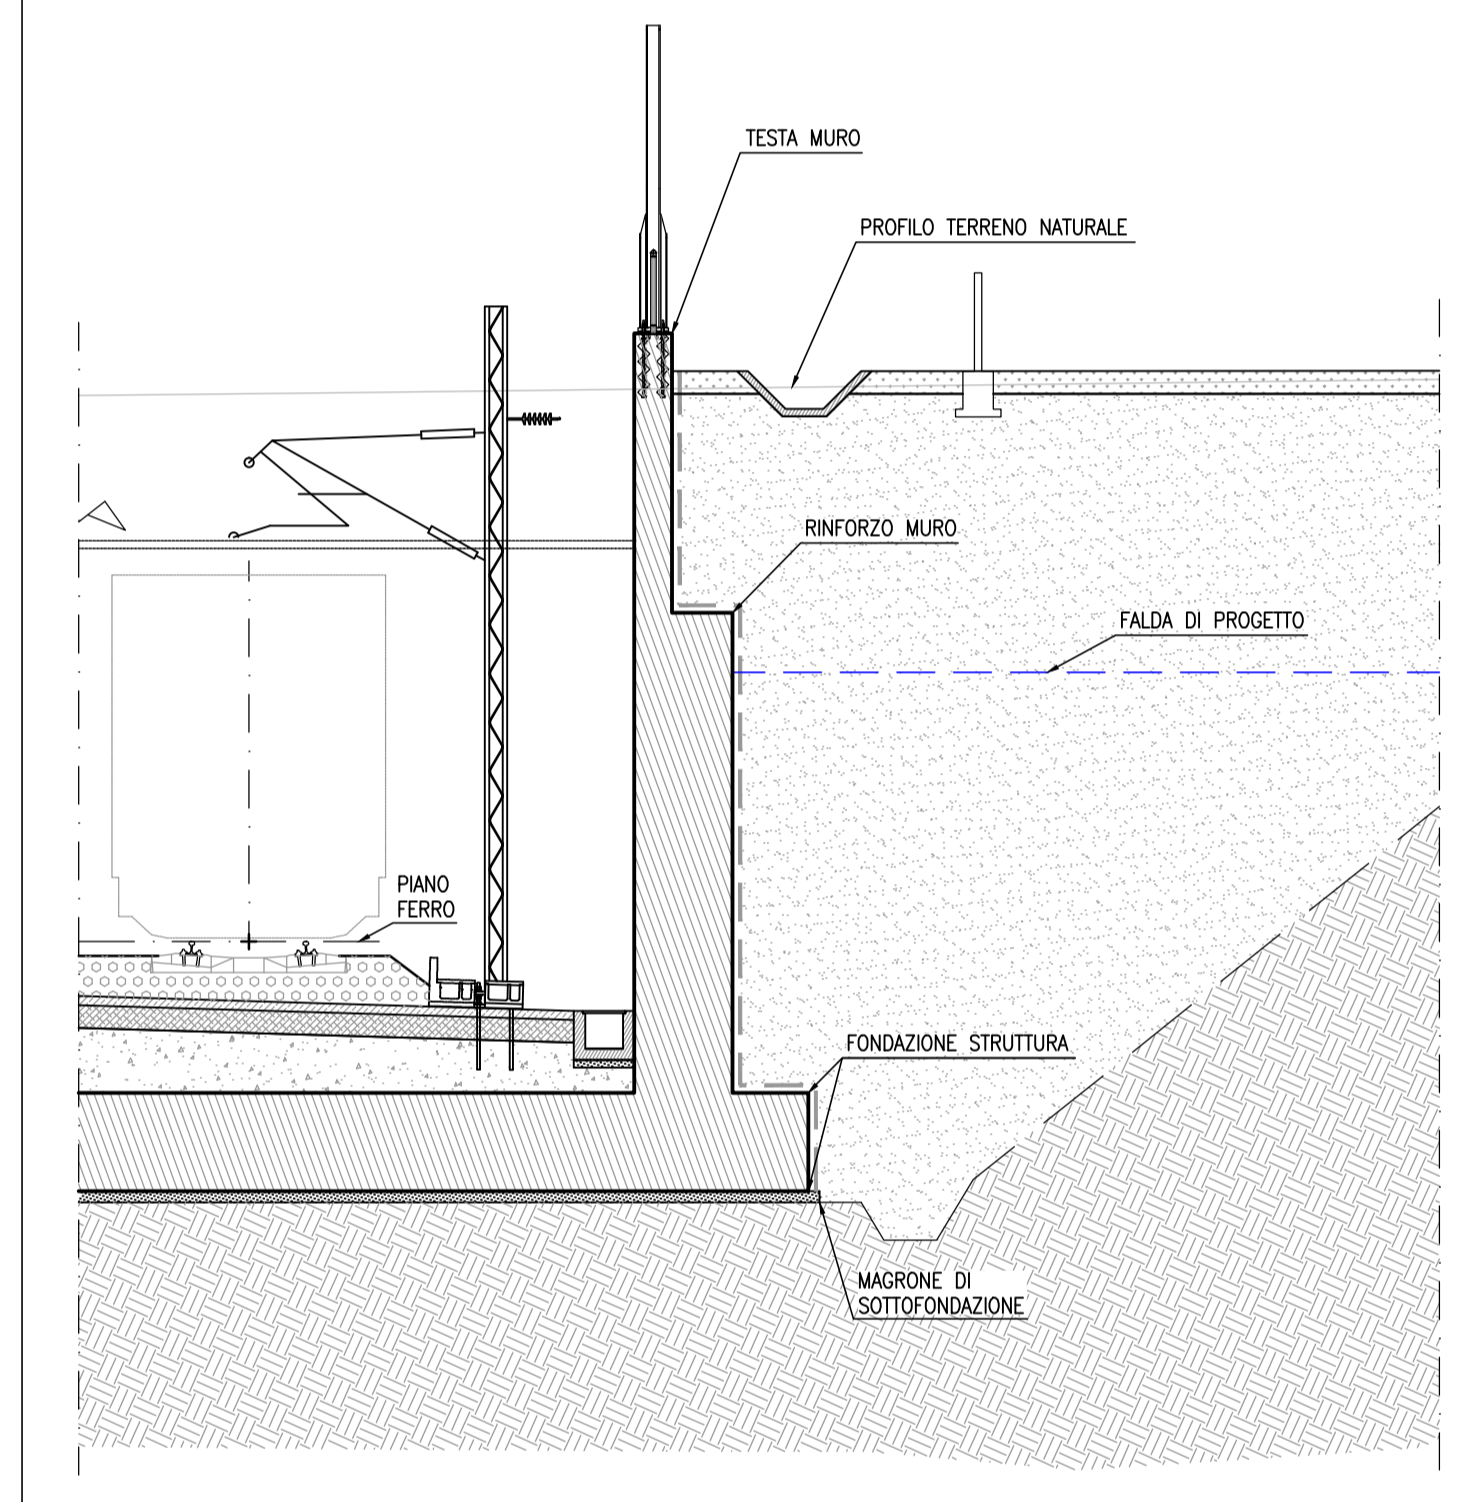 TESTA MURO
PROFILO TERRENO NATURALE
RINFORZO MURO
FALDA DI PROGETTO
PIANO
FERRO
FONDAZIONE STRUTTURA
MAGRONE DI
SOTTOFONDAZIONE